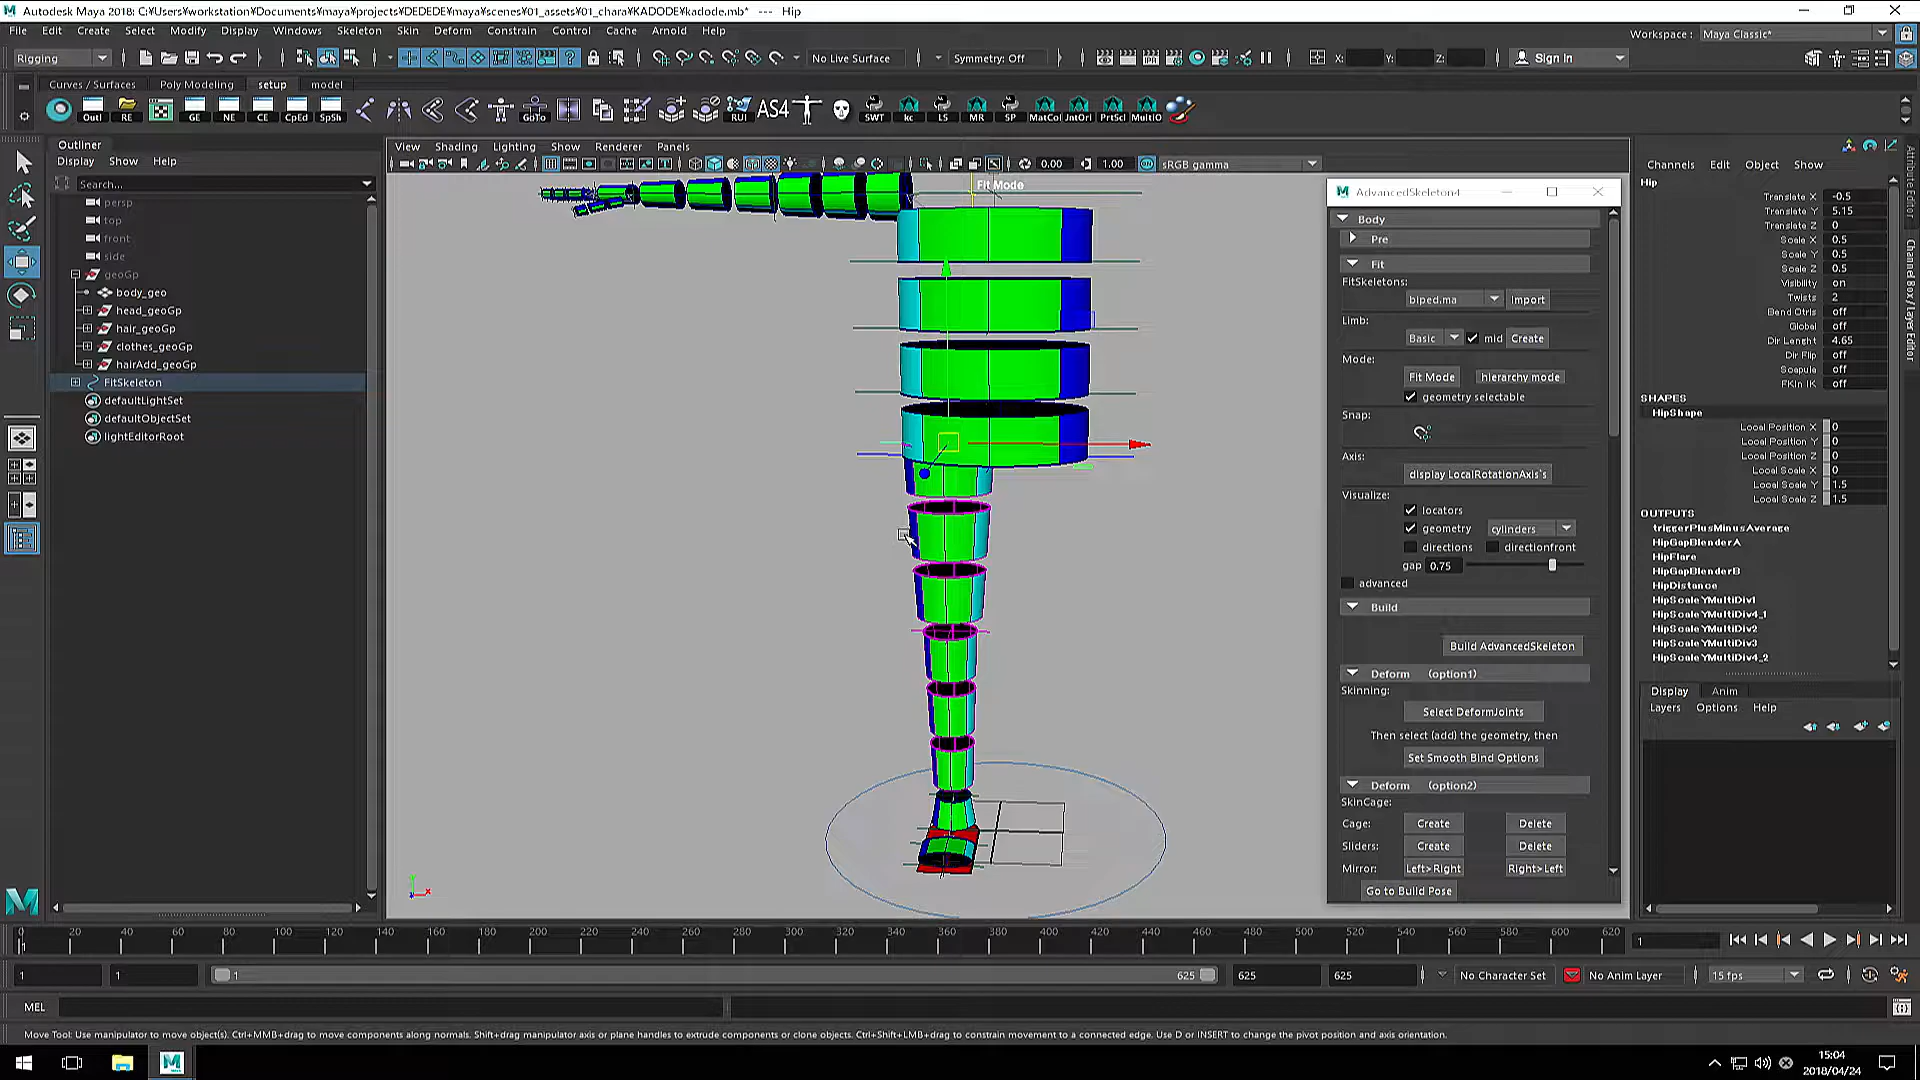 Autodesk Maya 2018: C:¥Users¥workstation¥Documents¥maya¥projects¥DEDEDE¥maya¥scenes¥01_assets¥01_chara¥KADODE¥kadode.mb*  ---  Hip
File Edit Create Select Modify Display Windows Skeleton Skin Deform Constrain Control Cache Arnold Help
Workspace : Maya Classic*
Rigging
No Live Surface
Symmetry: Off
X: Y: Z:
Sign In
Curves / Surfaces Poly Modeling setup model
Outl RE GE NE CE CpEd SpSh GoTo RUI AS4 SWT kc LS MR SP MatCol JntOri PrtScl MultiO
Outliner
Display Show Help
Search...
persp
top
front
side
geoGp
body_geo
head_geoGp
hair_geoGp
clothes_geoGp
hairAdd_geoGp
FitSkeleton
defaultLightSet
defaultObjectSet
lightEditorRoot
View Shading Lighting Show Renderer Panels
0.00 1.00 sRGB gamma
Fit Mode
AdvancedSkeleton4
Body
Pre
Fit
FitSkeletons:
biped.ma Import
Limb:
Basic mid Create
Mode:
Fit Mode hierarchy mode
geometry selectable
Snap:
Axis:
display LocalRotationAxis's
Visualize:
locators
geometry cylinders
directions directionfront
gap 0.75
advanced
Build
Build AdvancedSkeleton
Deform (option1)
Skinning:
Select DeformJoints
Then select (add) the geometry, then
Set Smooth Bind Options
Deform (option2)
SkinCage:
Cage: Create Delete
Sliders: Create Delete
Mirror: Left>Right Right>Left
Go to Build Pose
Channels Edit Object Show
Hip
Translate X -0.5
Translate Y 5.15
Translate Z 0
Scale X 0.5
Scale Y 0.5
Scale Z 0.5
Visibility on
Twists 2
Bend Ctrls off
Global off
Dir Lenght 4.65
Dir Flip off
Scapule off
FKIn IK off
SHAPES
HipShape
Local Position X 0
Local Position Y 0
Local Position Z 0
Local Scale X 0
Local Scale Y 1.5
Local Scale Z 1.5
OUTPUTS
triggerPlusMinusAverage
HipGapBlenderA
HipFlare
HipGapBlenderB
HipDistance
HipScaleYMultiDiv1
HipScaleYMultiDiv4_1
HipScaleYMultiDiv2
HipScaleYMultiDiv3
HipScaleYMultiDiv4_2
Display Anim
Layers Options Help
Attribute Editor
Channel Box / Layer Editor
0 20 40 60 80 100 120 140 160 180 200 220 240 260 280 300 320 340 360 380 400 420 440 460 480 500 520 540 560 580 600 620
1
1 1 1 625 625 625 No Character Set No Anim Layer 15 fps
MEL
Move Tool: Use manipulator to move object(s). Ctrl+MMB+drag to move components along normals. Shift+drag manipulator axis or plane handles to extrude components or clone objects. Ctrl+Shift+LMB+drag to constrain movement to a connected edge. Use D or INSERT to change the pivot position and axis orientation.
15:04
2018/04/24